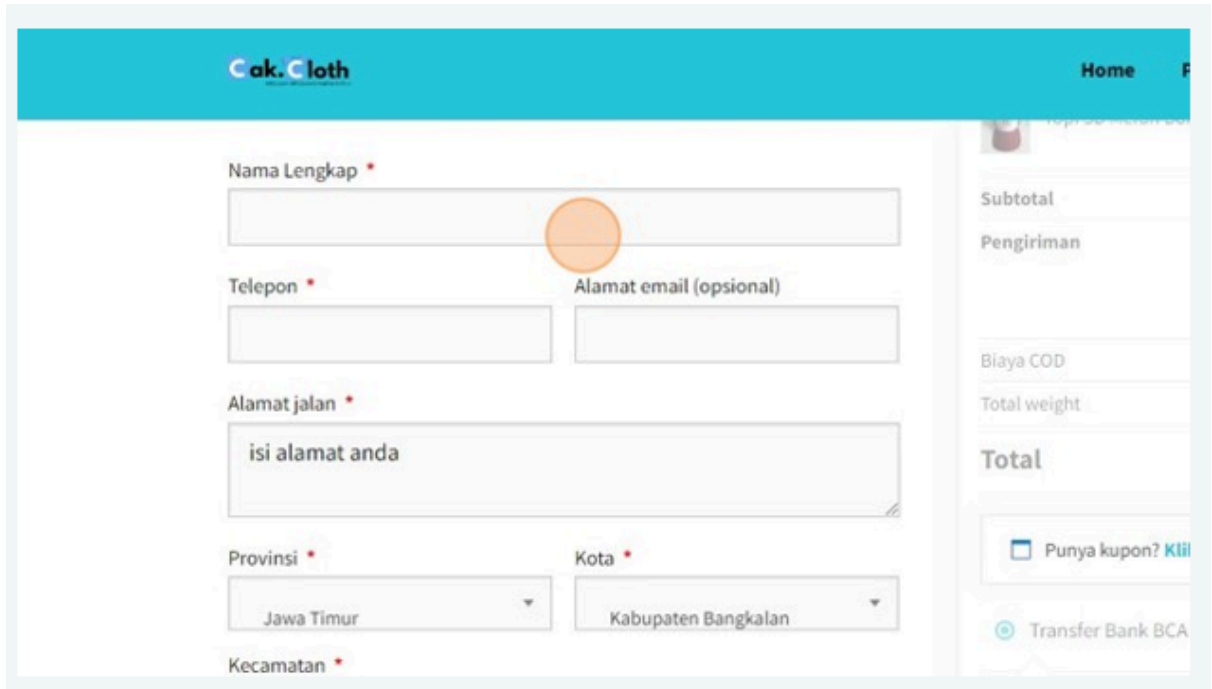 Cak.Cloth
Home
Nama Lengkap *
Telepon *
Alamat email (opsional)
Alamat jalan *
isi alamat anda
Provinsi *
Kota *
Jawa Timur
Kabupaten Bangkalan
Kecamatan *
Subtotal
Pengiriman
Biaya COD
Total weight
Total
Punya kupon?
Transfer Bank BCA